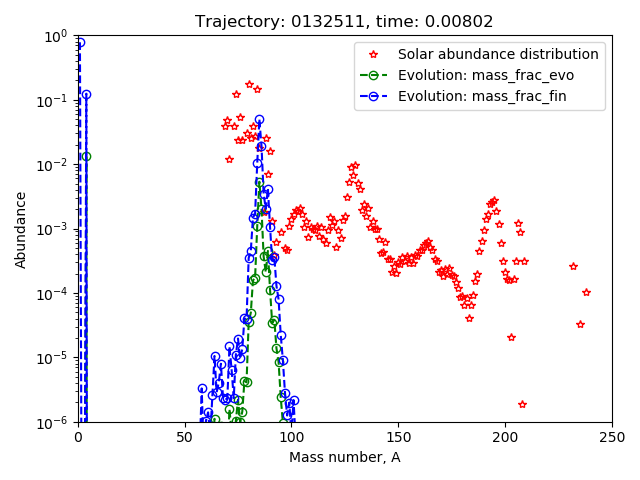 Trajectory: 0132511, time: 0.00802
Solar abundance distribution
Evolution: mass_frac_evo
Evolution: mass_frac_fin
10⁰
10⁻¹
10⁻²
10⁻³
10⁻⁴
10⁻⁵
10⁻⁶
Abundance
0 50 100 150 200 250
Mass number, A